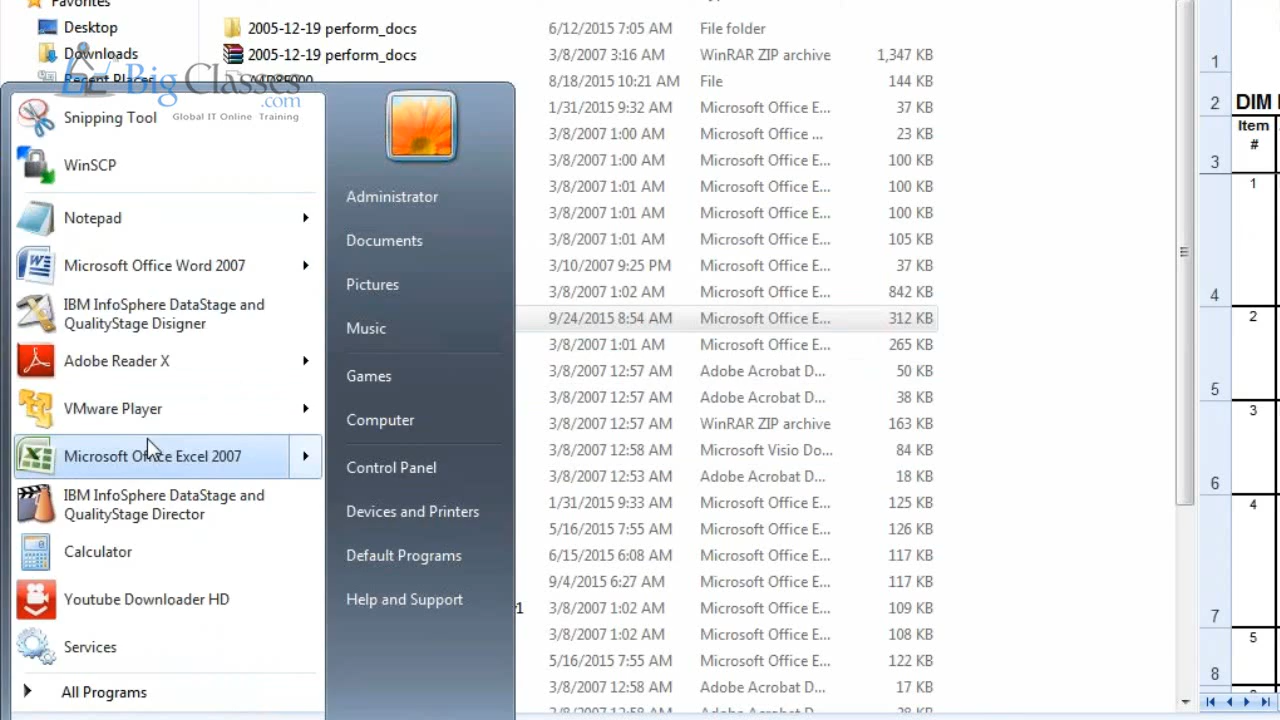 Favorites
Desktop
2005-12-19 perform_docs 6/12/2015 7:05 AM File folder
Downloads
2005-12-19 perform_docs 3/8/2007 3:16 AM WinRAR ZIP archive 1,347 KB
Recent Places
8/18/2015 10:21 AM File 144 KB
1/31/2015 9:32 AM Microsoft Office E... 37 KB
3/8/2007 1:00 AM Microsoft Office ... 23 KB
3/8/2007 1:00 AM Microsoft Office E... 100 KB
3/8/2007 1:01 AM Microsoft Office E... 100 KB
3/8/2007 1:01 AM Microsoft Office E... 100 KB
3/8/2007 1:01 AM Microsoft Office E... 105 KB
3/10/2007 9:25 PM Microsoft Office E... 37 KB
3/8/2007 1:02 AM Microsoft Office E... 842 KB
9/24/2015 8:54 AM Microsoft Office E... 312 KB
3/8/2007 1:01 AM Microsoft Office E... 265 KB
3/8/2007 12:57 AM Adobe Acrobat D... 50 KB
3/8/2007 12:57 AM Adobe Acrobat D... 38 KB
3/8/2007 12:57 AM WinRAR ZIP archive 163 KB
3/8/2007 12:58 AM Microsoft Visio Do... 84 KB
3/8/2007 12:53 AM Adobe Acrobat D... 18 KB
1/31/2015 9:33 AM Microsoft Office E... 125 KB
5/16/2015 7:55 AM Microsoft Office E... 126 KB
6/15/2015 6:08 AM Microsoft Office E... 117 KB
9/4/2015 6:27 AM Microsoft Office E... 117 KB
1 3/8/2007 1:02 AM Microsoft Office E... 109 KB
3/8/2007 1:02 AM Microsoft Office E... 108 KB
5/16/2015 7:55 AM Microsoft Office E... 122 KB
3/8/2007 12:58 AM Adobe Acrobat D... 17 KB
3/8/2007 12:58 AM Adobe Acrobat D... 28 KB
Big Classes
.com
Global IT Online Training
Snipping Tool
WinSCP
Notepad
Microsoft Office Word 2007
IBM InfoSphere DataStage and
QualityStage Disigner
Adobe Reader X
VMware Player
Microsoft Office Excel 2007
IBM InfoSphere DataStage and
QualityStage Director
Calculator
Youtube Downloader HD
Services
All Programs
Administrator
Documents
Pictures
Music
Games
Computer
Control Panel
Devices and Printers
Default Programs
Help and Support
1
2 DIM
Item
#
3
1
4
2
5
3
6
4
7
5
8